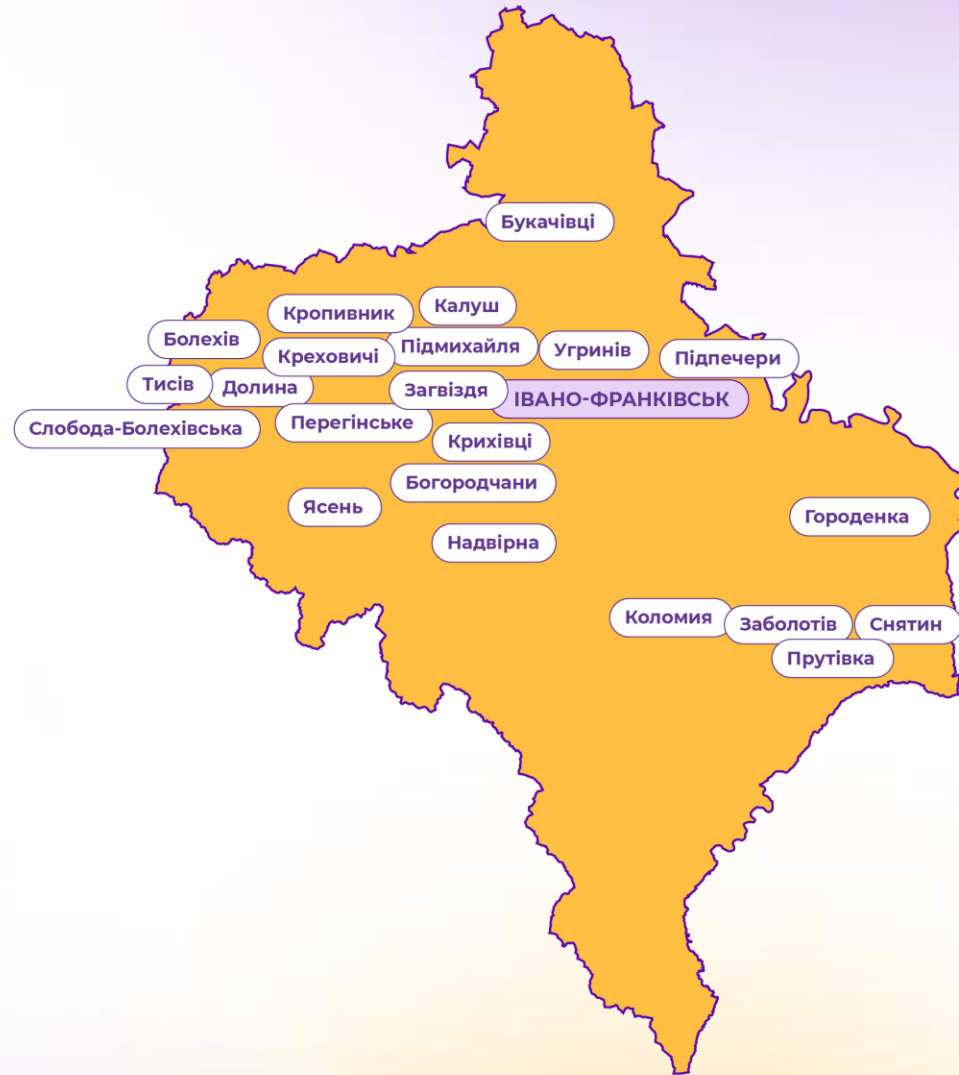 Букачівці
Калуш
Кропивник
Болехів
Підмихайля
Угринів
Креховичі
Підпечери
Тисів
Долина
Загвіздя
ІВАНО-ФРАНКІВСЬК
Перегінське
Слобода-Болехівська
Крихівці
Богородчани
Ясень
Городенка
Надвірна
Коломия
Заболотів
Снятин
Прутівка